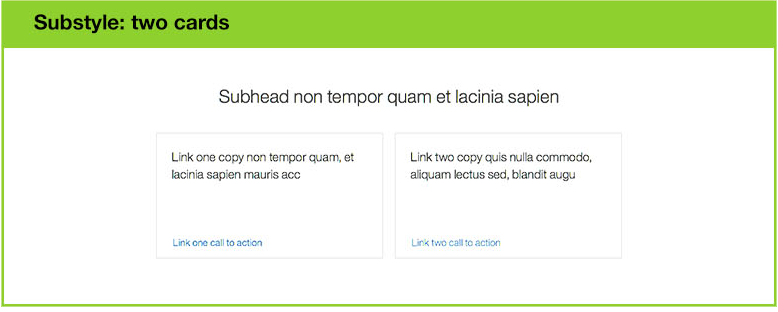 Substyle: two cards
Subhead non tempor quam et lacinia sapien
Link one copy non tempor quam, et
lacinia sapien mauris acc
Link one call to action
Link two copy quis nulla commodo,
aliquam lectus sed, blandit augu
Link two call to action